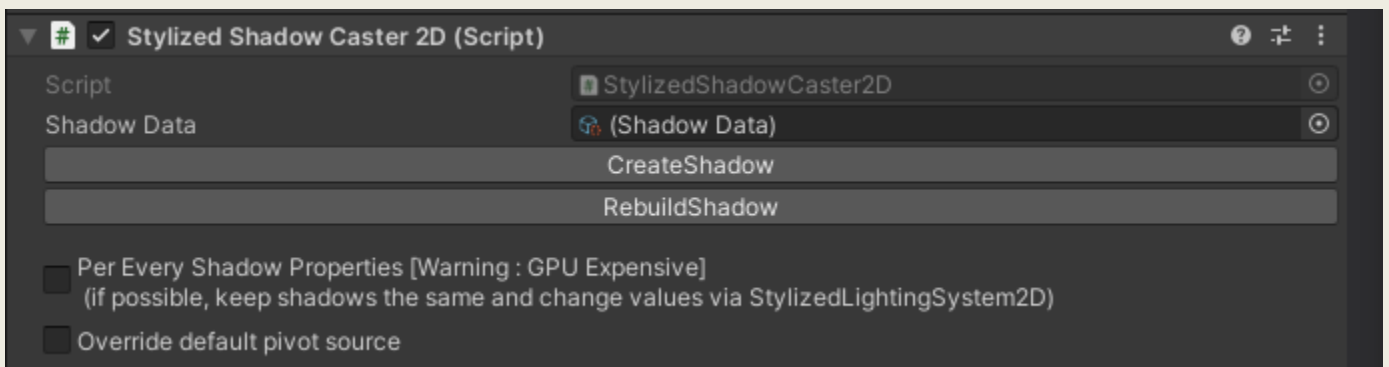 Stylized Shadow Caster 2D (Script)
Script StylizedShadowCaster2D
Shadow Data (Shadow Data)
CreateShadow
RebuildShadow
Per Every Shadow Properties [Warning : GPU Expensive]
(if possible, keep shadows the same and change values via StylizedLightingSystem2D)
Override default pivot source